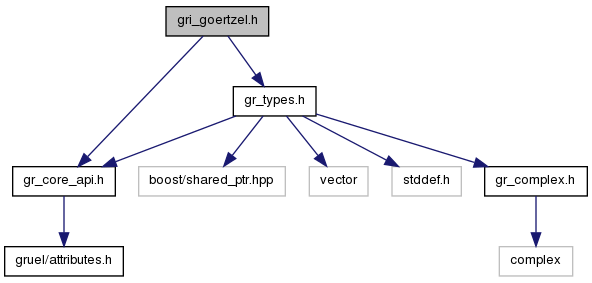 gri_goertzel.h
gr_types.h
gr_core_api.h
boost/shared_ptr.hpp
vector
stddef.h
gr_complex.h
gruel/attributes.h
complex